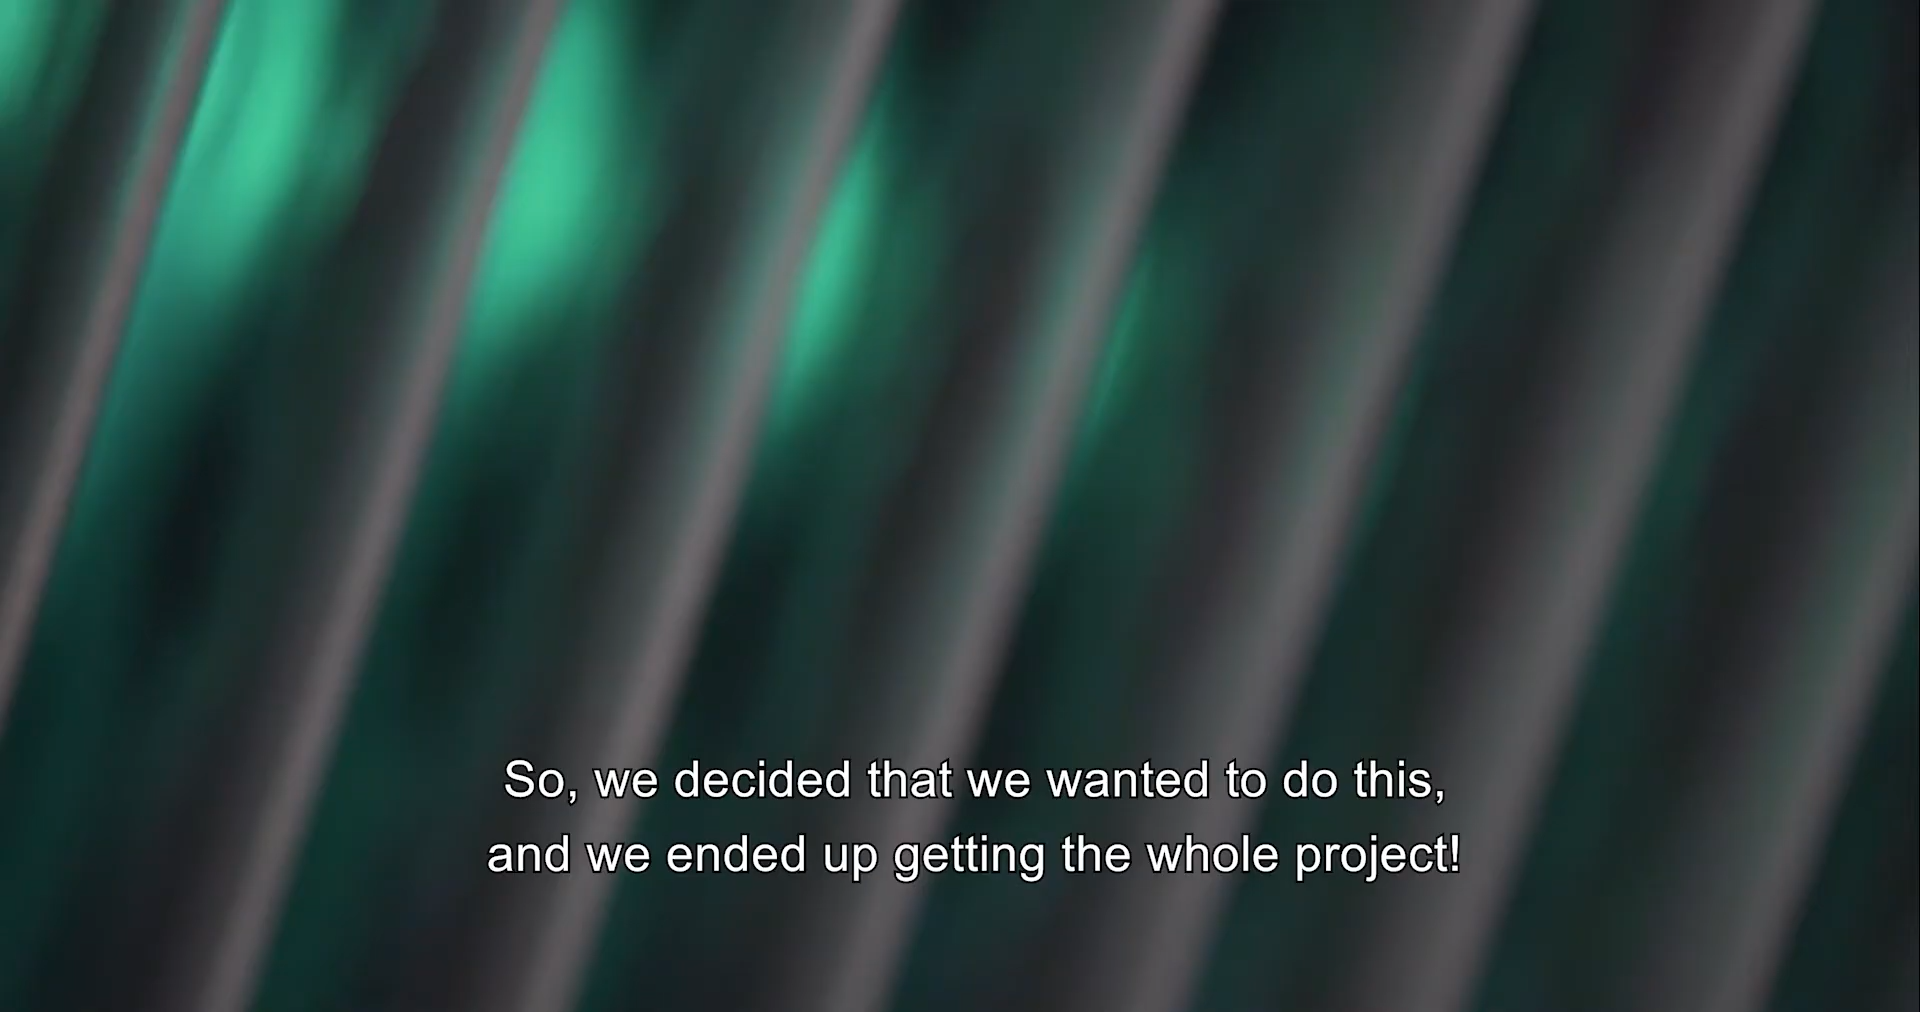 So, we decided that we wanted to do this,
and we ended up getting the whole project!